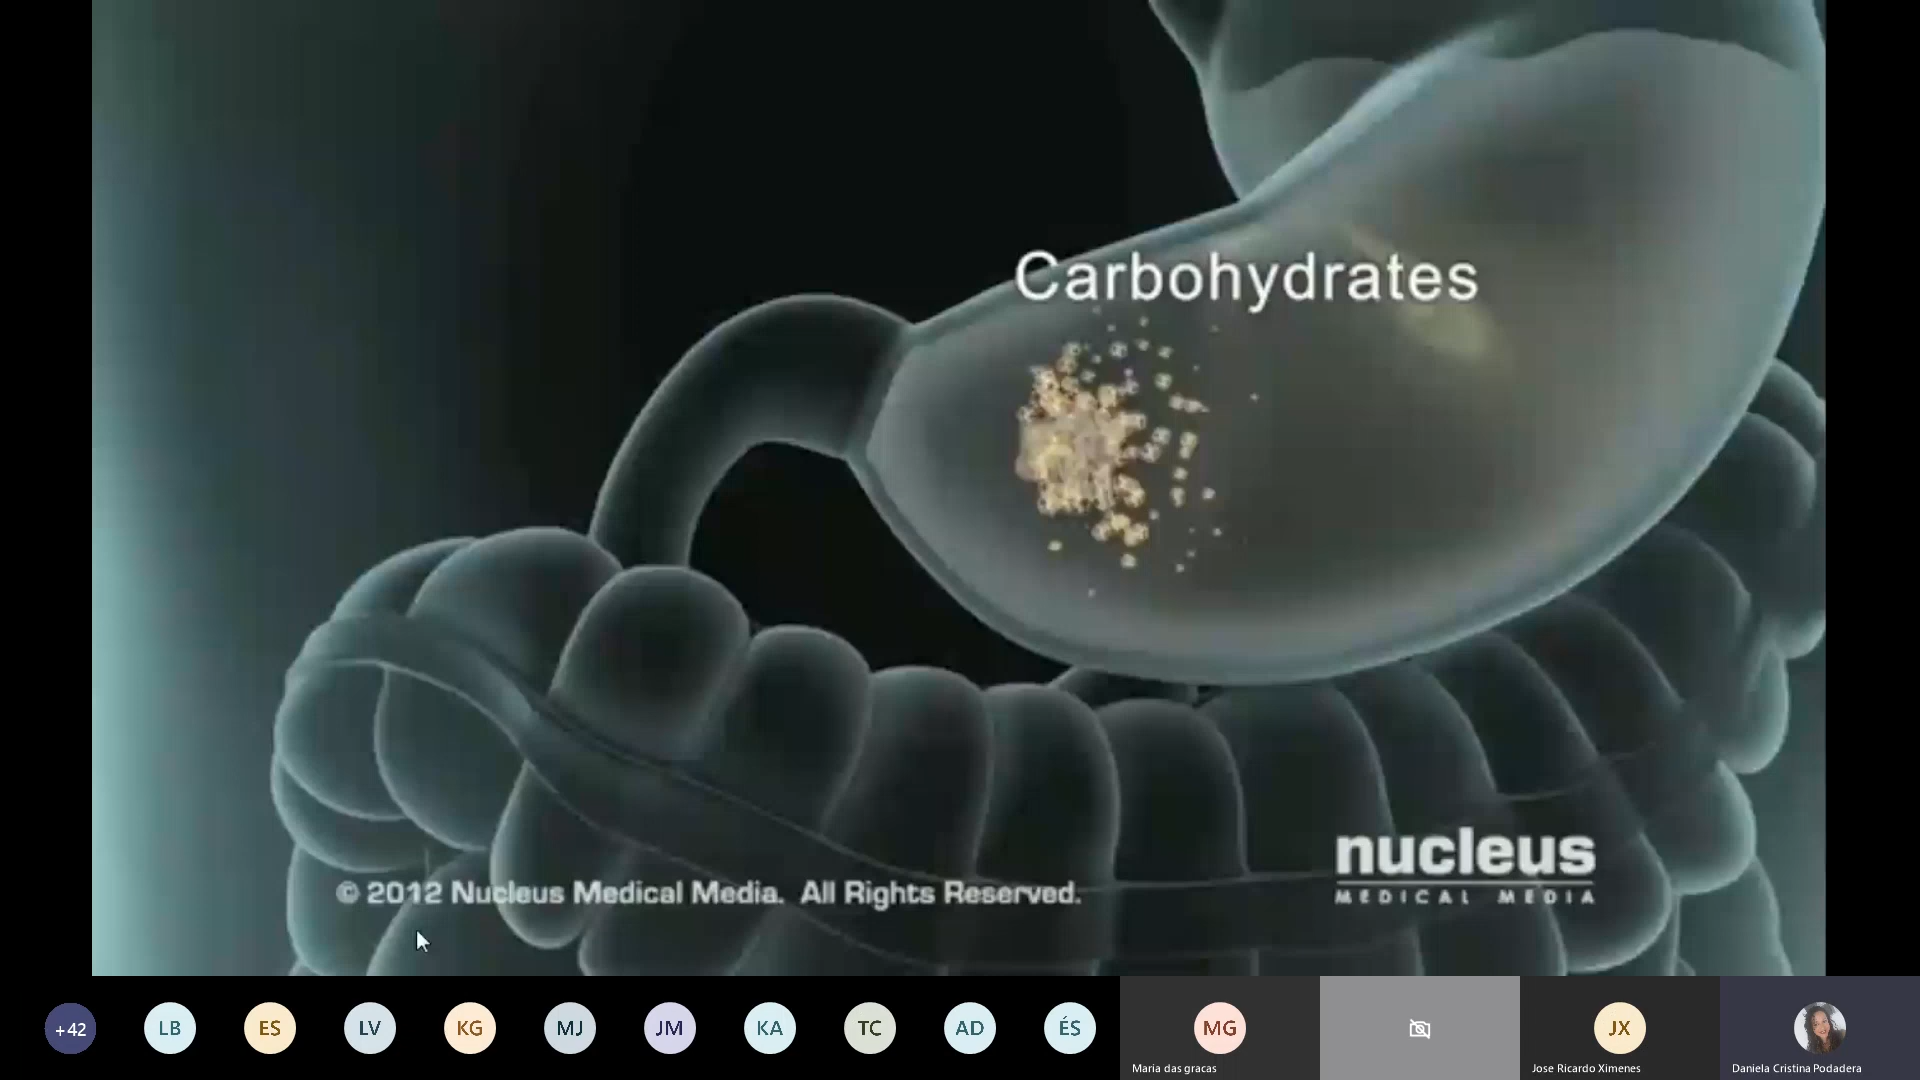 Carbohydrates
nucleus
MEDICAL MEDIA
© 2012 Nucleus Medical Media. All Rights Reserved.
+42
LB
ES
LV
KG
MJ
JM
KA
TC
AD
ÉS
MG
JX
Maria das gracas
Jose Ricardo Ximenes
Daniela Cristina Podadera